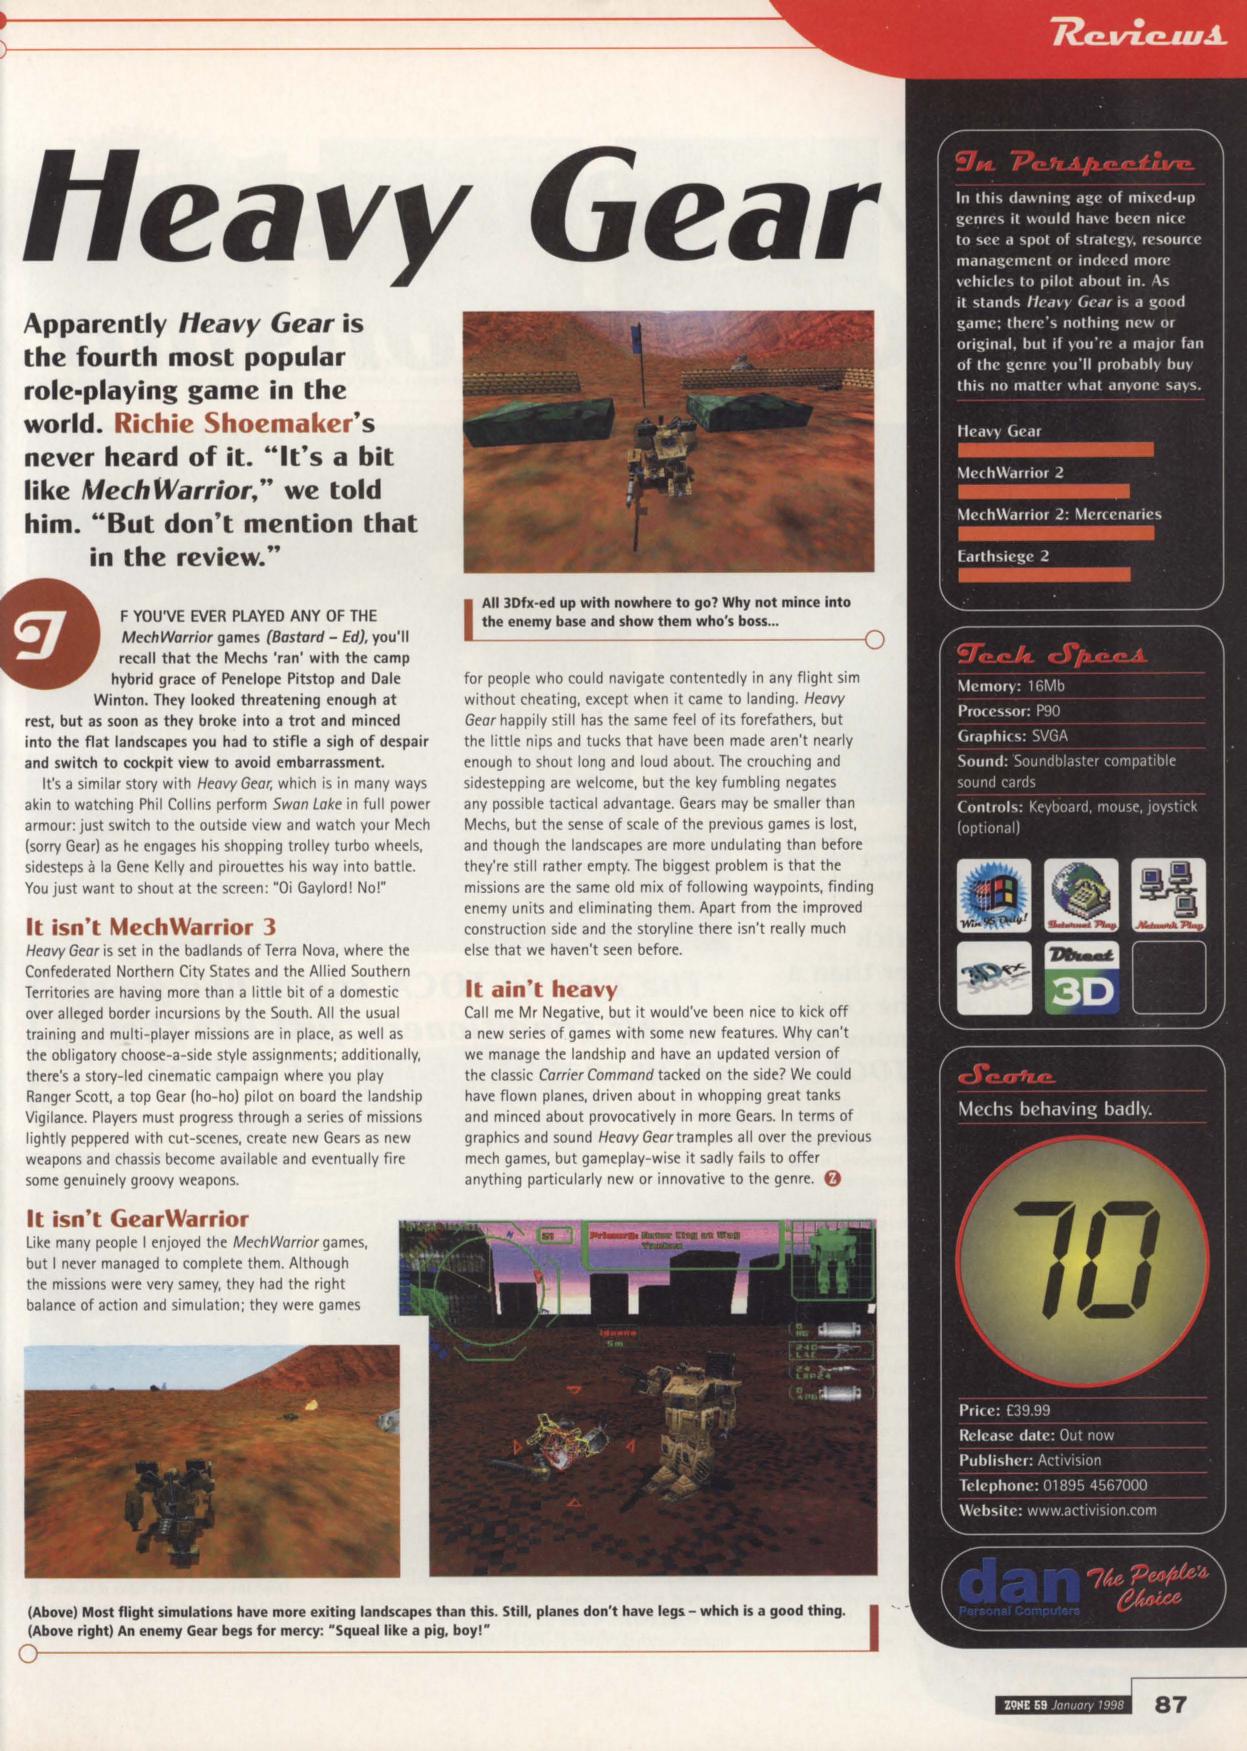 Reviews
Heavy Gear
Apparently Heavy Gear is
the fourth most popular
role-playing game in the
world. Richie Shoemaker's
never heard of it. "It's a bit
like MechWarrior," we told
him. "But don't mention that
in the review."
IF YOU'VE EVER PLAYED ANY OF THE
MechWarrior games (Bastard – Ed), you'll
recall that the Mechs 'ran' with the camp
hybrid grace of Penelope Pitstop and Dale
Winton. They looked threatening enough at
rest, but as soon as they broke into a trot and minced
into the flat landscapes you had to stifle a sigh of despair
and switch to cockpit view to avoid embarrassment.
It's a similar story with Heavy Gear, which is in many ways
akin to watching Phil Collins perform Swan Lake in full power
armour: just switch to the outside view and watch your Mech
(sorry Gear) as he engages his shopping trolley turbo wheels,
sidesteps à la Gene Kelly and pirouettes his way into battle.
You just want to shout at the screen: "Oi Gaylord! No!"
It isn't MechWarrior 3
Heavy Gear is set in the badlands of Terra Nova, where the
Confederated Northern City States and the Allied Southern
Territories are having more than a little bit of a domestic
over alleged border incursions by the South. All the usual
training and multi-player missions are in place, as well as
the obligatory choose-a-side style assignments; additionally,
there's a story-led cinematic campaign where you play
Ranger Scott, a top Gear (ho-ho) pilot on board the landship
Vigilance. Players must progress through a series of missions
lightly peppered with cut-scenes, create new Gears as new
weapons and chassis become available and eventually fire
some genuinely groovy weapons.
It isn't GearWarrior
Like many people I enjoyed the MechWarrior games,
but I never managed to complete them. Although
the missions were very samey, they had the right
balance of action and simulation; they were games
All 3Dfx-ed up with nowhere to go? Why not mince into
the enemy base and show them who's boss...
for people who could navigate contentedly in any flight sim
without cheating, except when it came to landing. Heavy
Gear happily still has the same feel of its forefathers, but
the little nips and tucks that have been made aren't nearly
enough to shout long and loud about. The crouching and
sidestepping are welcome, but the key fumbling negates
any possible tactical advantage. Gears may be smaller than
Mechs, but the sense of scale of the previous games is lost,
and though the landscapes are more undulating than before
they're still rather empty. The biggest problem is that the
missions are the same old mix of following waypoints, finding
enemy units and eliminating them. Apart from the improved
construction side and the storyline there isn't really much
else that we haven't seen before.
It ain't heavy
Call me Mr Negative, but it would've been nice to kick off
a new series of games with some new features. Why can't
we manage the landship and have an updated version of
the classic Carrier Command tacked on the side? We could
have flown planes, driven about in whopping great tanks
and minced about provocatively in more Gears. In terms of
graphics and sound Heavy Gear tramples all over the previous
mech games, but gameplay-wise it sadly fails to offer
anything particularly new or innovative to the genre. Z
51
Primary:
Iguana
5m
(Above) Most flight simulations have more exiting landscapes than this. Still, planes don't have legs – which is a good thing.
(Above right) An enemy Gear begs for mercy: "Squeal like a pig, boy!"
In Perspective
In this dawning age of mixed-up
genres it would have been nice
to see a spot of strategy, resource
management or indeed more
vehicles to pilot about in. As
it stands Heavy Gear is a good
game; there's nothing new or
original, but if you're a major fan
of the genre you'll probably buy
this no matter what anyone says.
Heavy Gear
MechWarrior 2
MechWarrior 2: Mercenaries
Earthsiege 2
Tech Specs
Memory: 16Mb
Processor: P90
Graphics: SVGA
Sound: Soundblaster compatible
sound cards
Controls: Keyboard, mouse, joystick
(optional)
Win 95 Only!
Internet Play
Network Play
3Dfx
Direct
3D
Score
Mechs behaving badly.
70
Price: £39.99
Release date: Out now
Publisher: Activision
Telephone: 01895 4567000
Website: www.activision.com
dan
Personal Computers
The People's
Choice
ZONE 59 January 1998
87